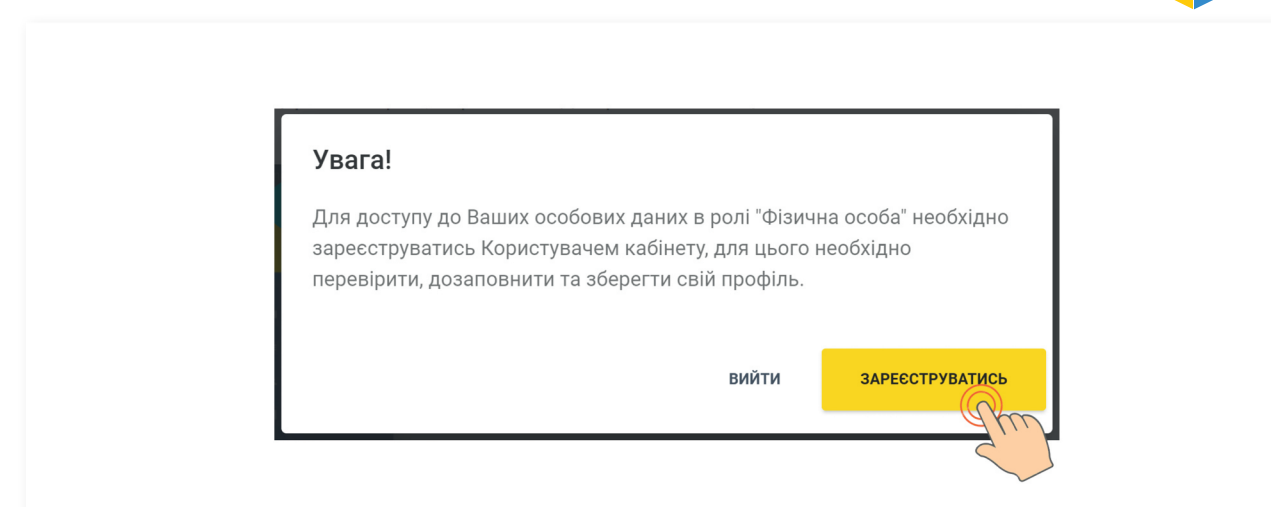 Увага!
Для доступу до Ваших особових даних в ролі "Фізична особа" необхідно
зареєструватись Користувачем кабінету, для цього необхідно
перевірити, дозаповнити та зберегти свій профіль.
ВИЙТИ ЗАРЕЄСТРУВАТИСЬ